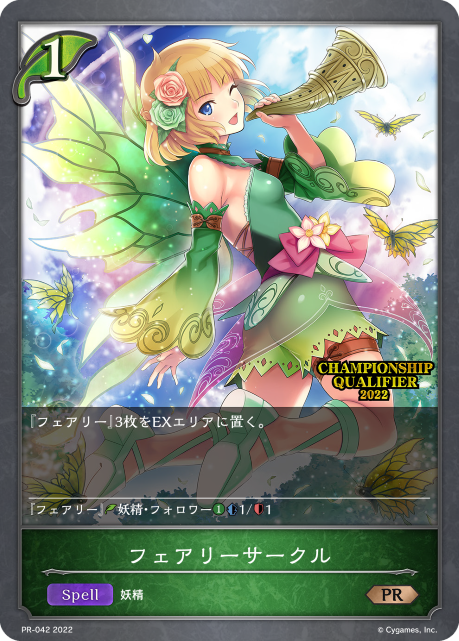 1
CHAMPIONSHIP
QUALIFIER
2022
『フェアリー』3枚をEXエリアに置く。
『フェアリー』妖精・フォロワー1 1/1
フェアリーサークル
Spell 妖精 PR
PR-042 2022 © Cygames, Inc.